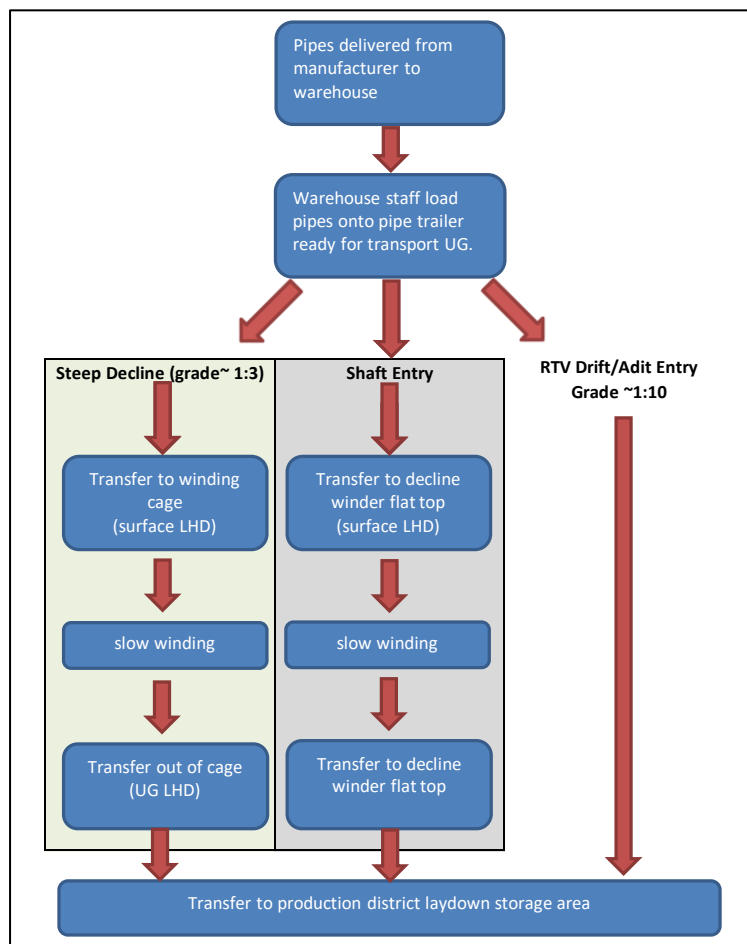 Pipes delivered from
manufacturer to
warehouse
Warehouse staff load
pipes onto pipe trailer
ready for transport UG.
Steep Decline (grade~ 1:3)
Transfer to winding
cage
(surface LHD)
slow winding
Transfer out of cage
(UG LHD)
Shaft Entry
Transfer to decline
winder flat top
(surface LHD)
slow winding
Transfer to decline
winder flat top
RTV Drift/Adit Entry
Grade ~1:10
Transfer to production district laydown storage area